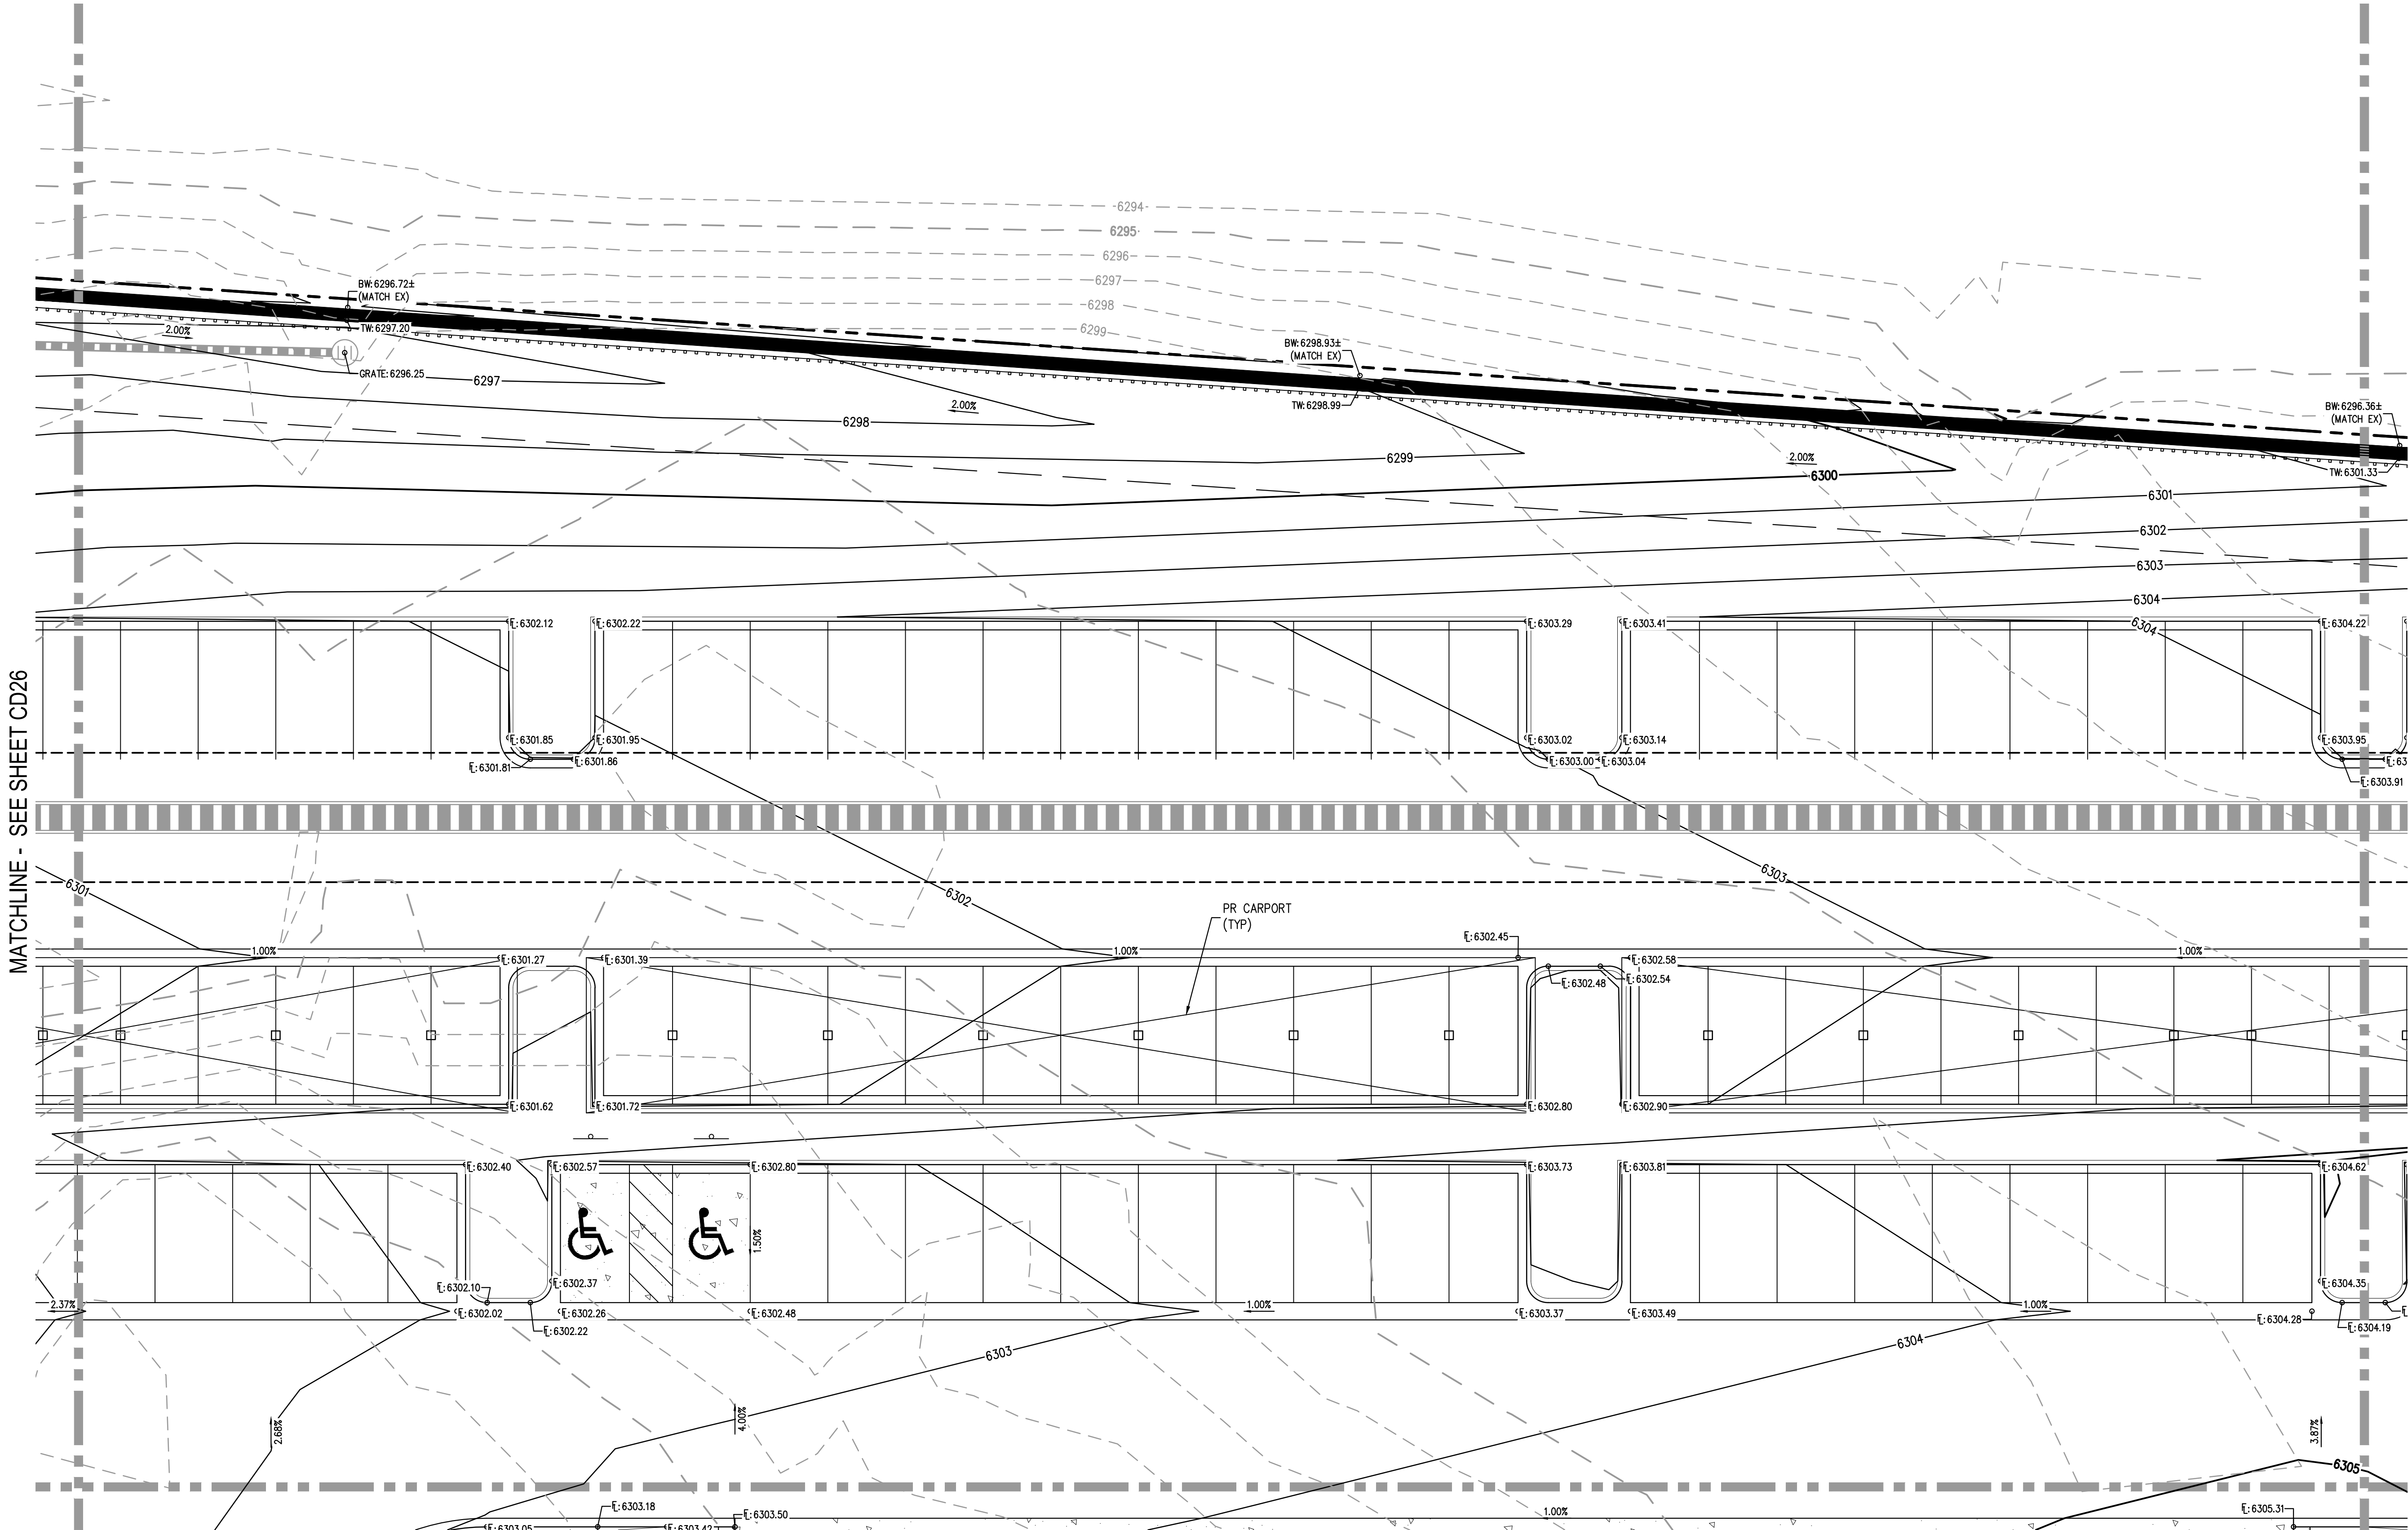 6294
6295
6296
6297
6298
6299
BW:6296.72±
(MATCH EX)
TW:6297.20
2.00%
GRATE:6296.25
6297
BW:6298.93±
(MATCH EX)
TW:6298.99
2.00%
6298
BW:6296.36±
(MATCH EX)
TW:6301.33
6299
2.00%
6300
6301
6302
6303
6304
FL:6302.12
FL:6302.22
FL:6303.29
FL:6303.41
6304
FL:6304.22
FL:6301.85
FL:6301.95
FL:6301.81
FL:6301.86
FL:6303.02
FL:6303.14
FL:6303.00
FL:6303.04
FL:6303.95
FL:6303.91
MATCHLINE - SEE SHEET CD26
6301
6302
6303
PR CARPORT
(TYP)
FL:6302.45
1.00%
1.00%
1.00%
FL:6301.27
FL:6301.39
FL:6302.58
FL:6302.48
FL:6302.54
FL:6301.62
FL:6301.72
FL:6302.80
FL:6302.90
FL:6302.40
FL:6302.57
FL:6302.80
FL:6303.73
FL:6303.81
FL:6304.62
1.50%
FL:6302.10
FL:6302.37
FL:6304.35
2.37%
FL:6302.02
FL:6302.26
FL:6302.48
1.00%
FL:6303.37
FL:6303.49
1.00%
FL:6304.28
FL:6302.22
FL:6304.19
6303
6304
2.68%
4.00%
3.87%
6305
FL:6303.18
FL:6303.50
1.00%
FL:6305.31
FL:6303.05
FL:6303.42